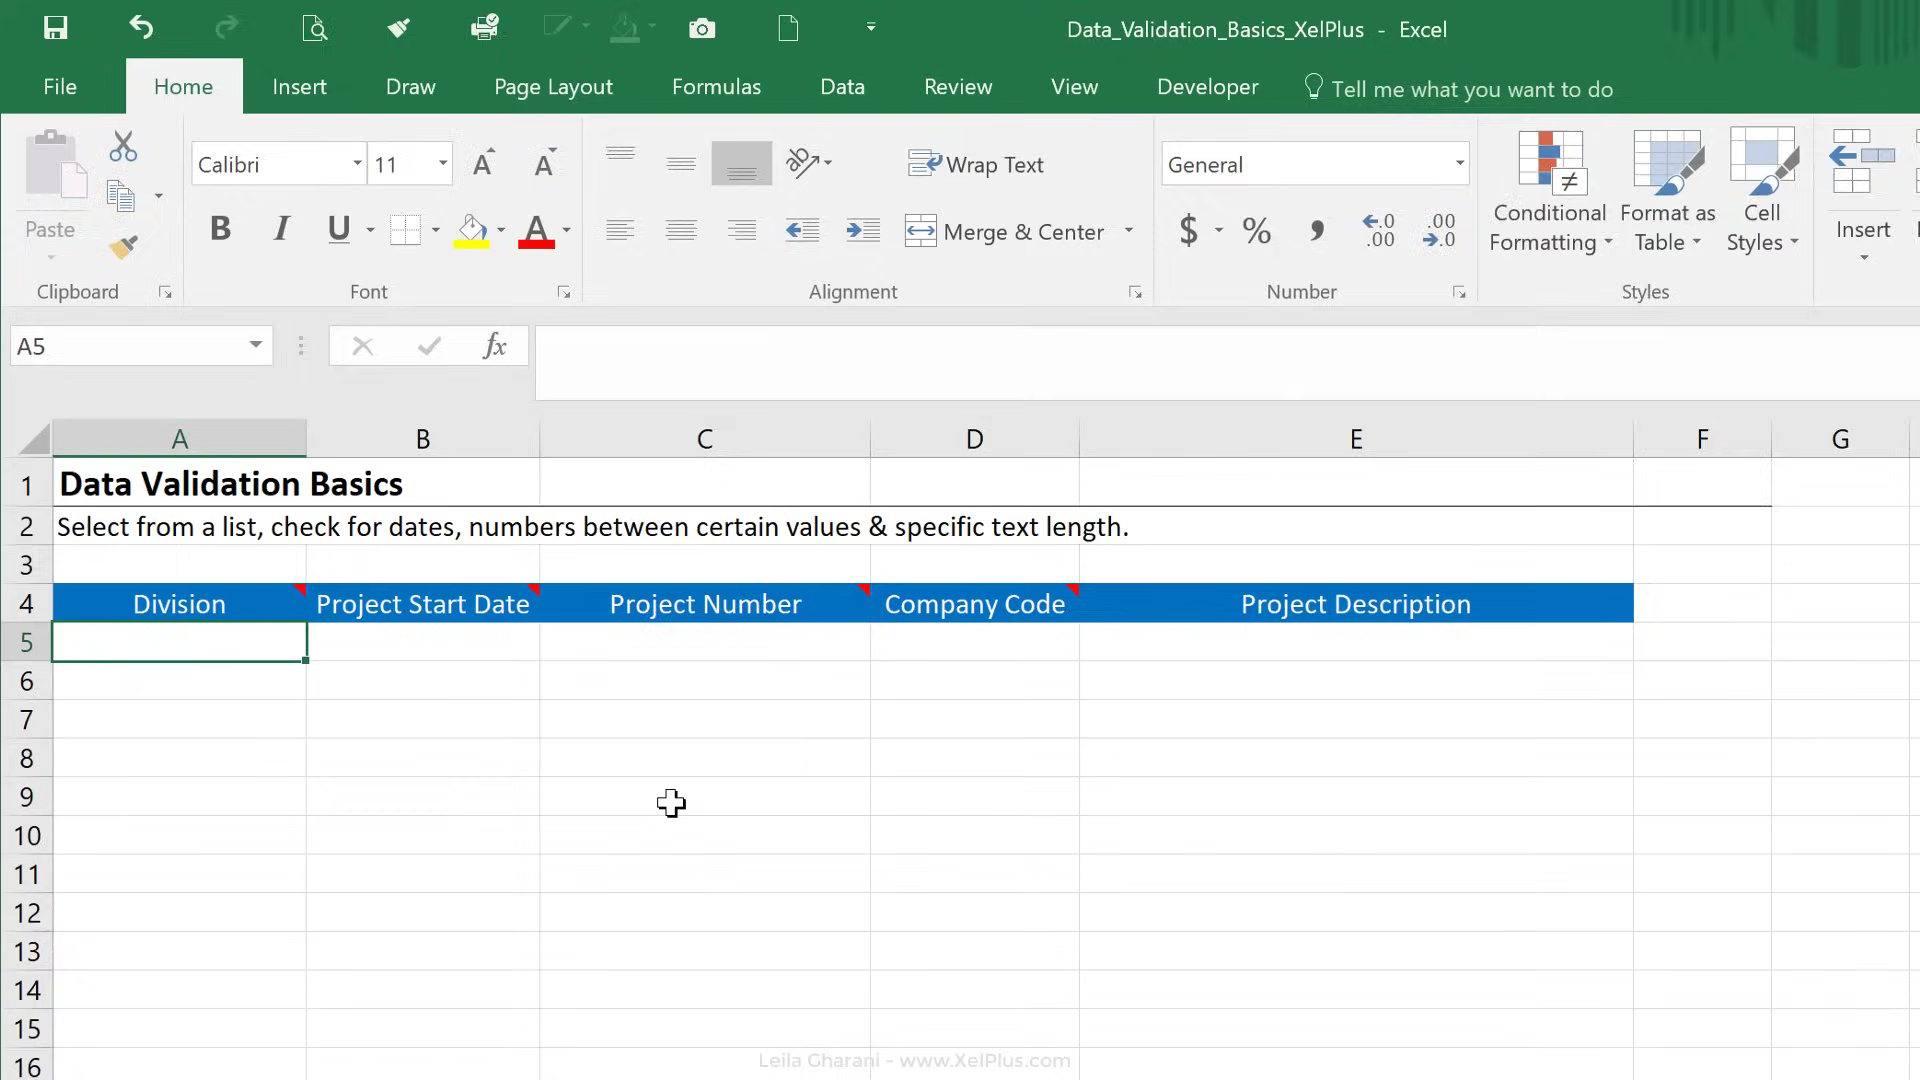 Data_Validation_Basics_XelPlus - Excel
File Home Insert Draw Page Layout Formulas Data Review View Developer Tell me what you want to do
Calibri 11 Wrap Text General
Paste B I U A Merge & Center $ % , Conditional Formatting Format as Table Cell Styles Insert
Clipboard Font Alignment Number Styles
A5 fx
A B C D E F G
1 Data Validation Basics
2 Select from a list, check for dates, numbers between certain values & specific text length.
3
4 Division Project Start Date Project Number Company Code Project Description
5
6
7
8
9
10
11
12
13
14
15
16
Leila Gharani - www.XelPlus.com